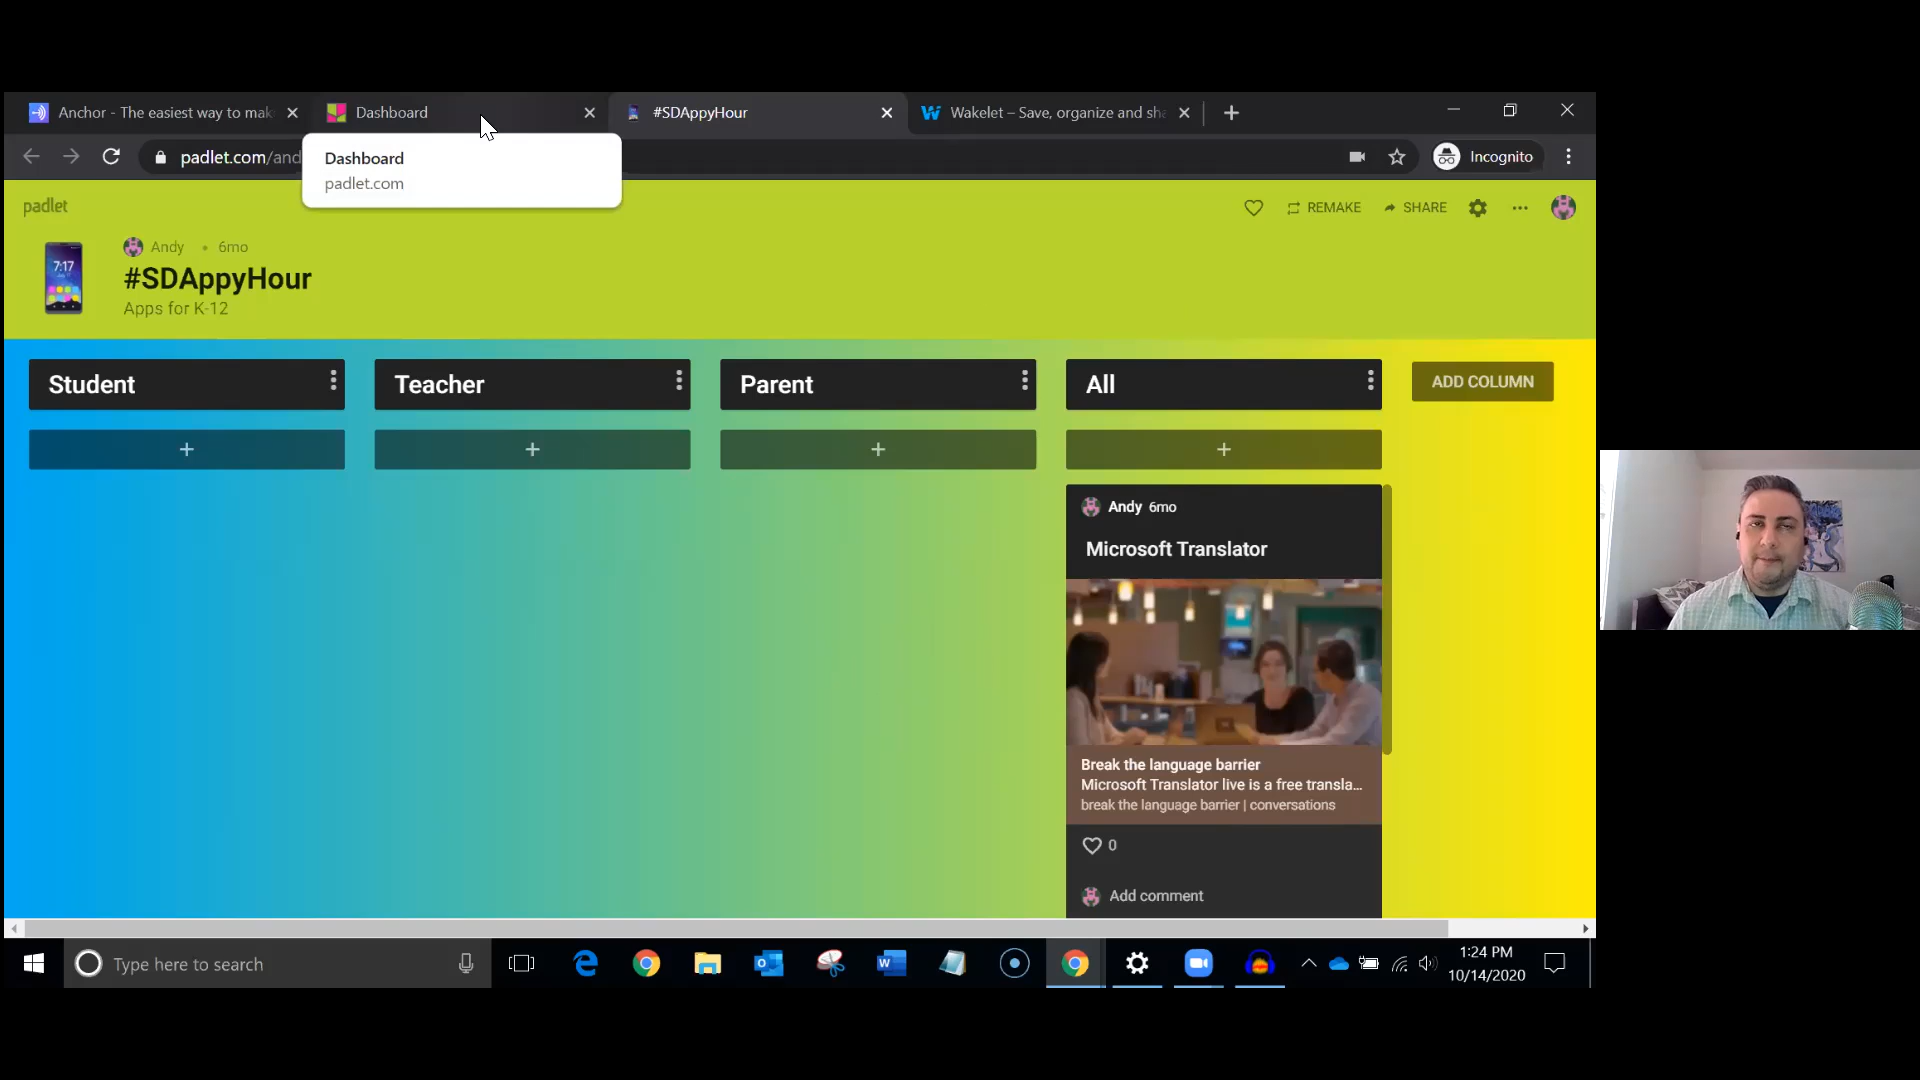 Anchor - The easiest way to mak
Dashboard
#SDAppyHour
Wakelet – Save, organize and sha
padlet.com/and
Incognito
Dashboard
padlet.com
padlet
REMAKE
SHARE
Andy • 6mo
7:17
#SDAppyHour
Apps for K-12
Student
Teacher
Parent
All
ADD COLUMN
+
+
+
+
Andy 6mo
Microsoft Translator
Break the language barrier
Microsoft Translator live is a free transla...
break the language barrier | conversations
0
Add comment
Type here to search
1:24 PM
10/14/2020